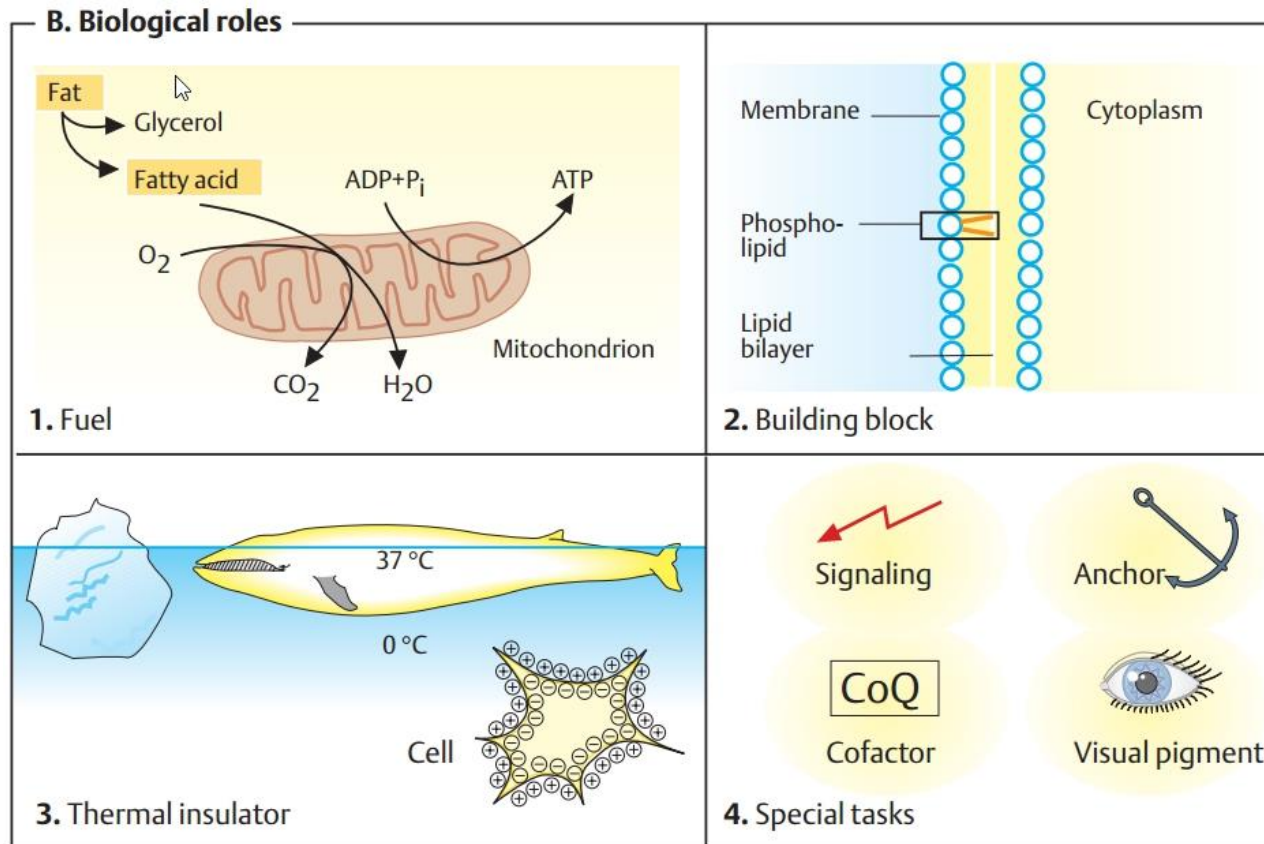 B. Biological roles
Fat
Glycerol
Fatty acid
ADP+Pi
ATP
O2
Mitochondrion
CO2
H2O
1. Fuel
Membrane
Cytoplasm
Phospho-
lipid
Lipid
bilayer
2. Building block
37 °C
0 °C
Cell
3. Thermal insulator
Signaling
Anchor
CoQ
Cofactor
Visual pigment
4. Special tasks